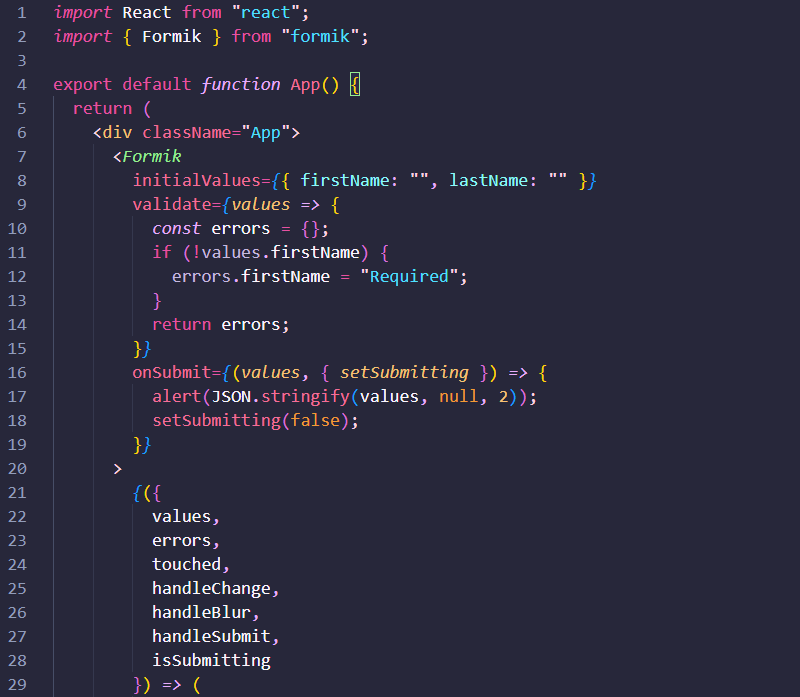 1 import React from "react";
2 import { Formik } from "formik";
3
4 export default function App() {
5   return (
6     <div className="App">
7       <Formik
8         initialValues={{ firstName: "", lastName: "" }}
9         validate={values => {
10           const errors = {};
11           if (!values.firstName) {
12             errors.firstName = "Required";
13           }
14           return errors;
15         }}
16         onSubmit={(values, { setSubmitting }) => {
17           alert(JSON.stringify(values, null, 2));
18           setSubmitting(false);
19         }}
20       >
21         {({
22           values,
23           errors,
24           touched,
25           handleChange,
26           handleBlur,
27           handleSubmit,
28           isSubmitting
29         }) => (